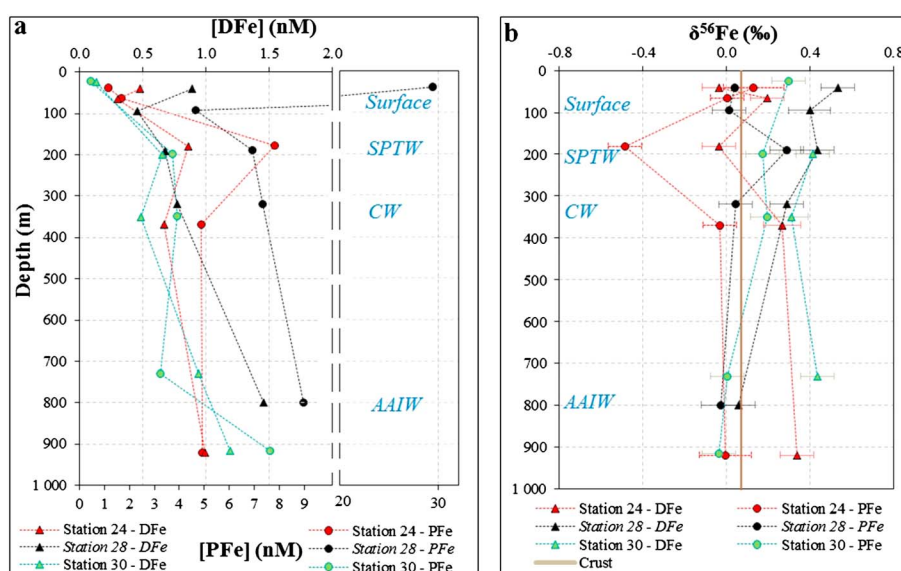 a
[DFe] (nM)
0 0.5 1.0 1.5 2.0
0
100
200
300
400
500
600
700
800
900
1 000
Depth (m)
Surface
SPTW
CW
AAIW
0 1 2 3 4 5 6 7 8 9 20 30
[PFe] (nM)
Station 24 - DFe
Station 28 - DFe
Station 30 - DFe
Station 24 - PFe
Station 28 - PFe
Station 30 - PFe
b
δ⁵⁶Fe (‰)
-0.8 -0.4 0.0 0.4 0.8
0
100
200
300
400
500
600
700
800
900
1 000
Surface
SPTW
CW
AAIW
Station 24 - DFe
Station 28 - DFe
Station 30 - DFe
Crust
Station 24 - PFe
Station 28 - PFe
Station 30 - PFe